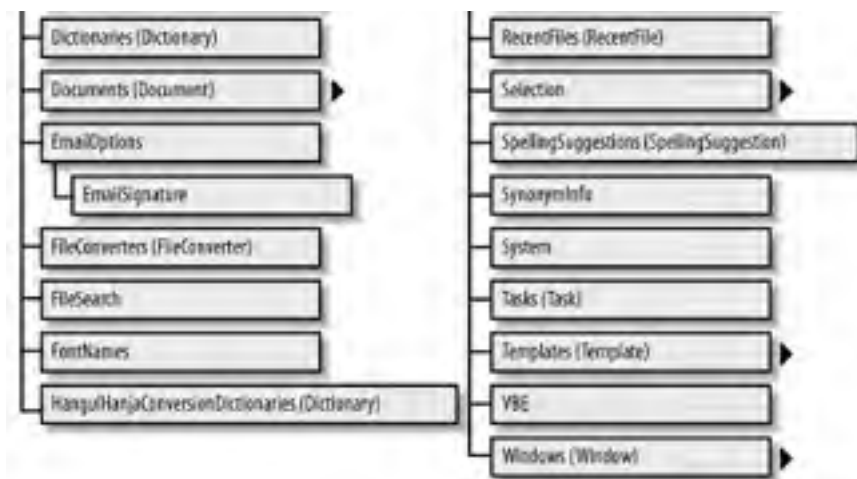 Dictionaries (Dictionary)
Documents (Document)
EmailOptions
EmailSignature
FileConverters (FileConverter)
FileSearch
FontNames
HangulHanjaConversionDictionaries (Dictionary)
RecentFiles (RecentFile)
Selection
SpellingSuggestions (SpellingSuggestion)
SynonymInfo
System
Tasks (Task)
Templates (Template)
VBE
Windows (Window)